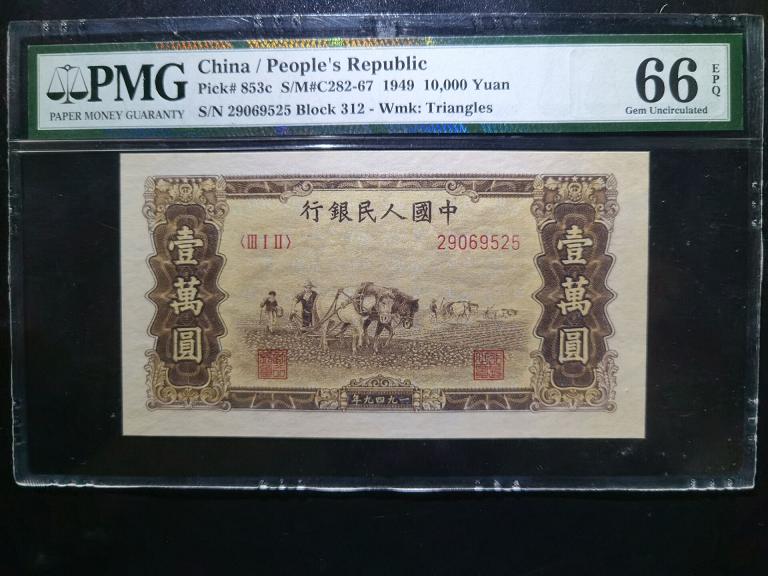 PMG
PAPER MONEY GUARANTY
China / People's Republic
Pick# 853c S/M#C282-67 1949 10,000 Yuan
S/N 29069525 Block 312 - Wmk: Triangles
66 EPQ
Gem Uncirculated
行銀民人國中
〈III I II〉 29069525
壹萬圓
壹萬圓
年九四九一